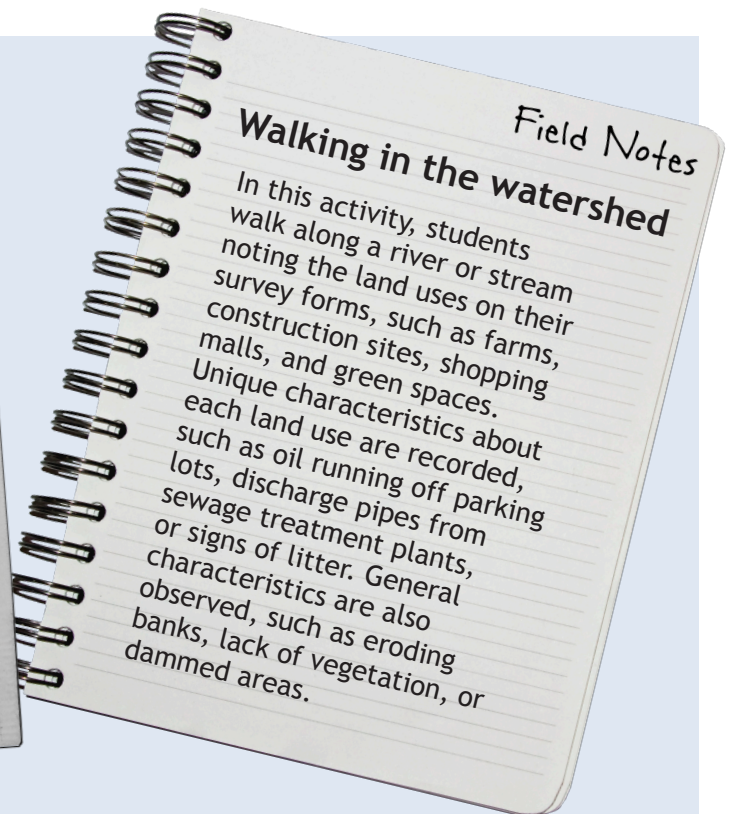 Field Notes
Walking in the watershed
In this activity, students
walk along a river or stream
noting the land uses on their
survey forms, such as farms,
construction sites, shopping
malls, and green spaces.
Unique characteristics about
each land use are recorded,
such as oil running off parking
lots, discharge pipes from
sewage treatment plants,
or signs of litter. General
characteristics are also
observed, such as eroding
banks, lack of vegetation, or
dammed areas.